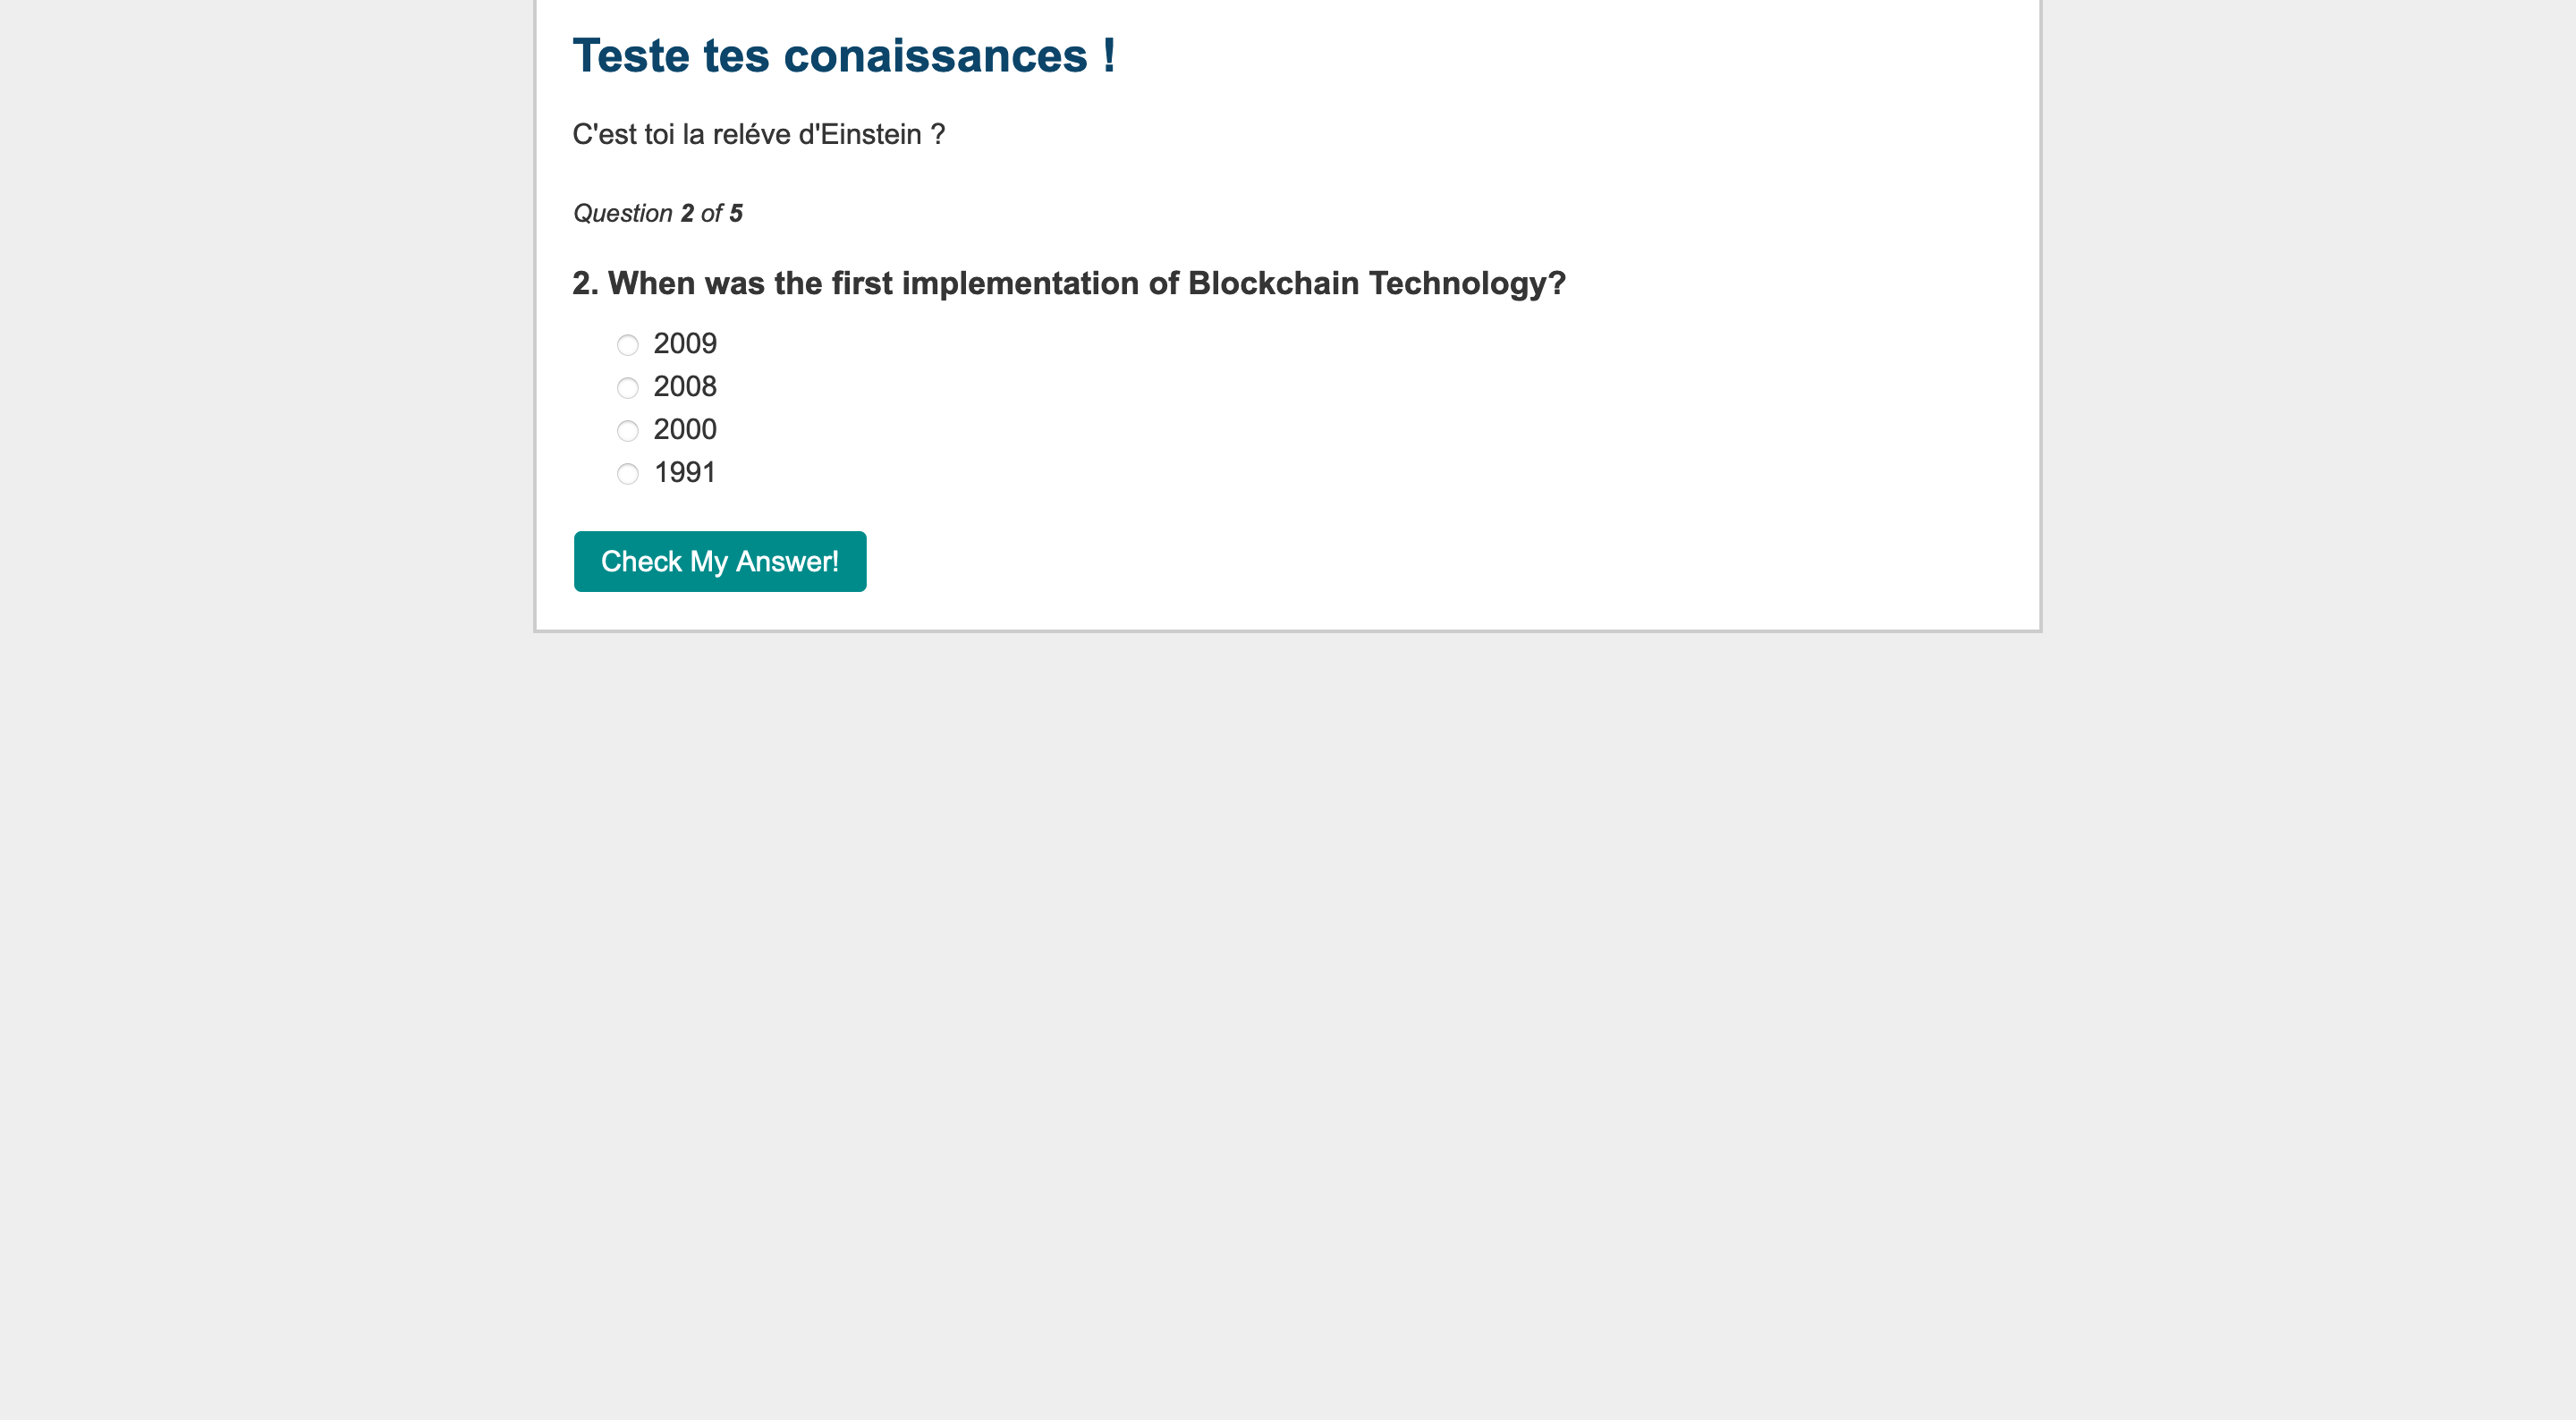 Teste tes conaissances !
C'est toi la reléve d'Einstein ?
Question 2 of 5
2. When was the first implementation of Blockchain Technology?
2009
2008
2000
1991
Check My Answer!